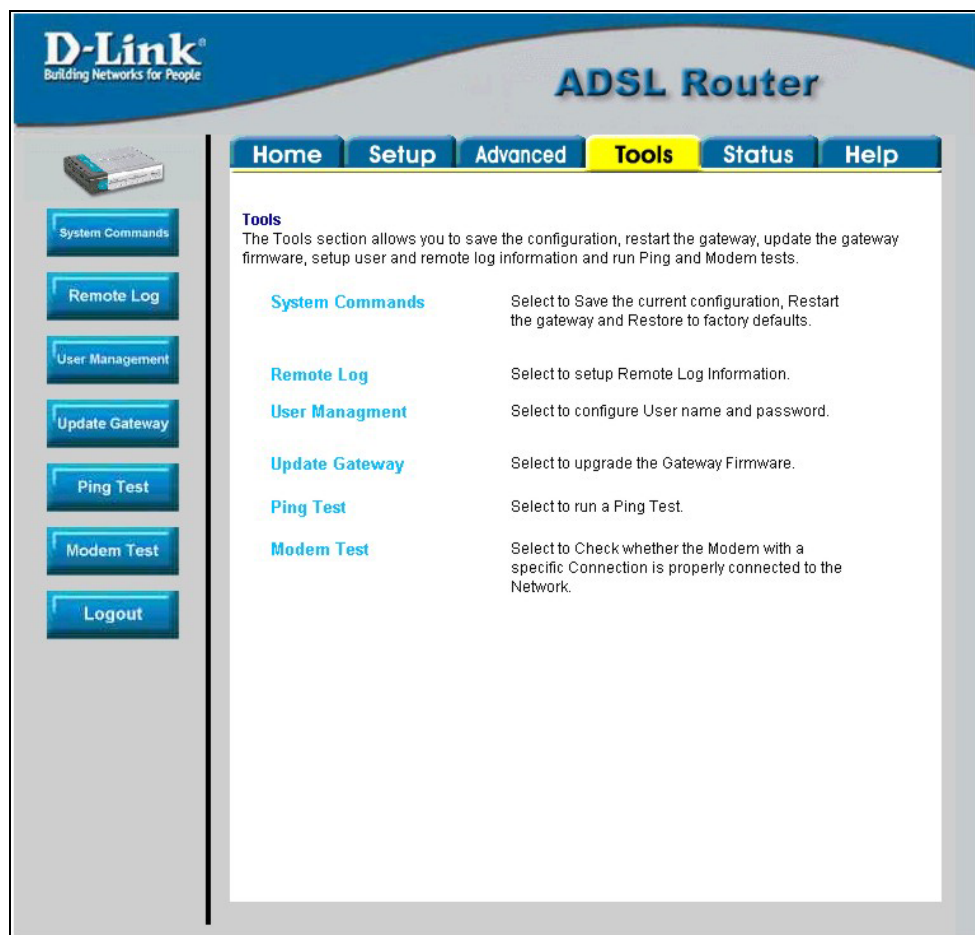 D-Link®
Building Networks for People
ADSL Router
Home
Setup
Advanced
Tools
Status
Help
System Commands
Remote Log
User Management
Update Gateway
Ping Test
Modem Test
Logout
Tools
The Tools section allows you to save the configuration, restart the gateway, update the gateway
firmware, setup user and remote log information and run Ping and Modem tests.
System Commands
Select to Save the current configuration, Restart
the gateway and Restore to factory defaults.
Remote Log
Select to setup Remote Log Information.
User Managment
Select to configure User name and password.
Update Gateway
Select to upgrade the Gateway Firmware.
Ping Test
Select to run a Ping Test.
Modem Test
Select to Check whether the Modem with a
specific Connection is properly connected to the
Network.